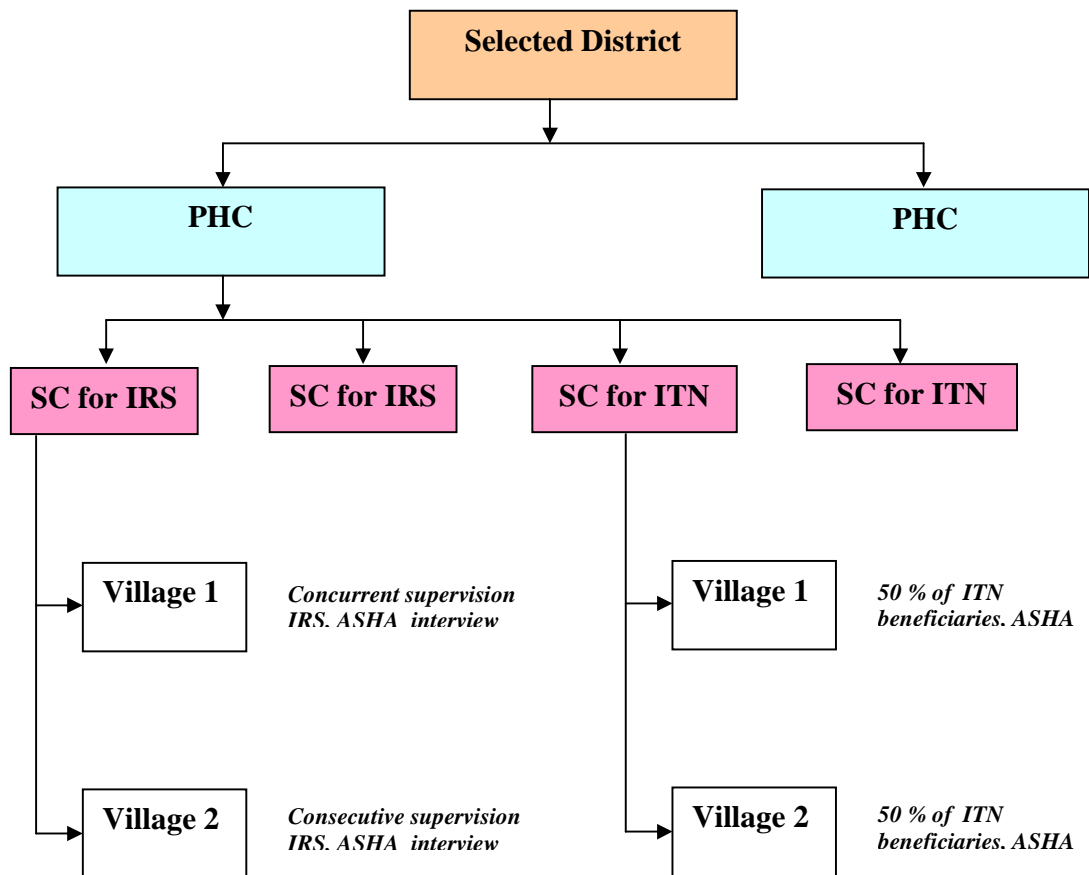 Selected District
PHC
PHC
SC for IRS
SC for IRS
SC for ITN
SC for ITN
Village 1
Concurrent supervision
IRS, ASHA interview
Village 1
50 % of ITN
beneficiaries, ASHA
Village 2
Consecutive supervision
IRS, ASHA interview
Village 2
50 % of ITN
beneficiaries, ASHA